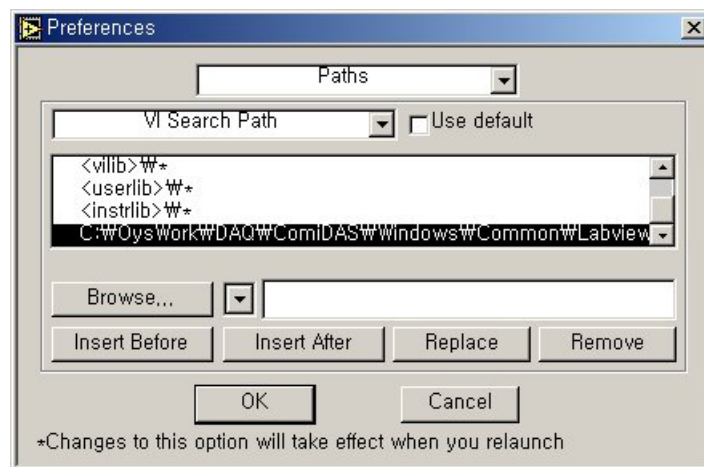 Preferences
Paths
VI Search Path
Use default
<vilib>₩*
<userlib>₩*
<instrlib>₩*
C:₩OysWork₩DAQ₩ComiDAS₩Windows₩Common₩Labview
Browse...
Insert Before Insert After Replace Remove
OK Cancel
*Changes to this option will take effect when you relaunch